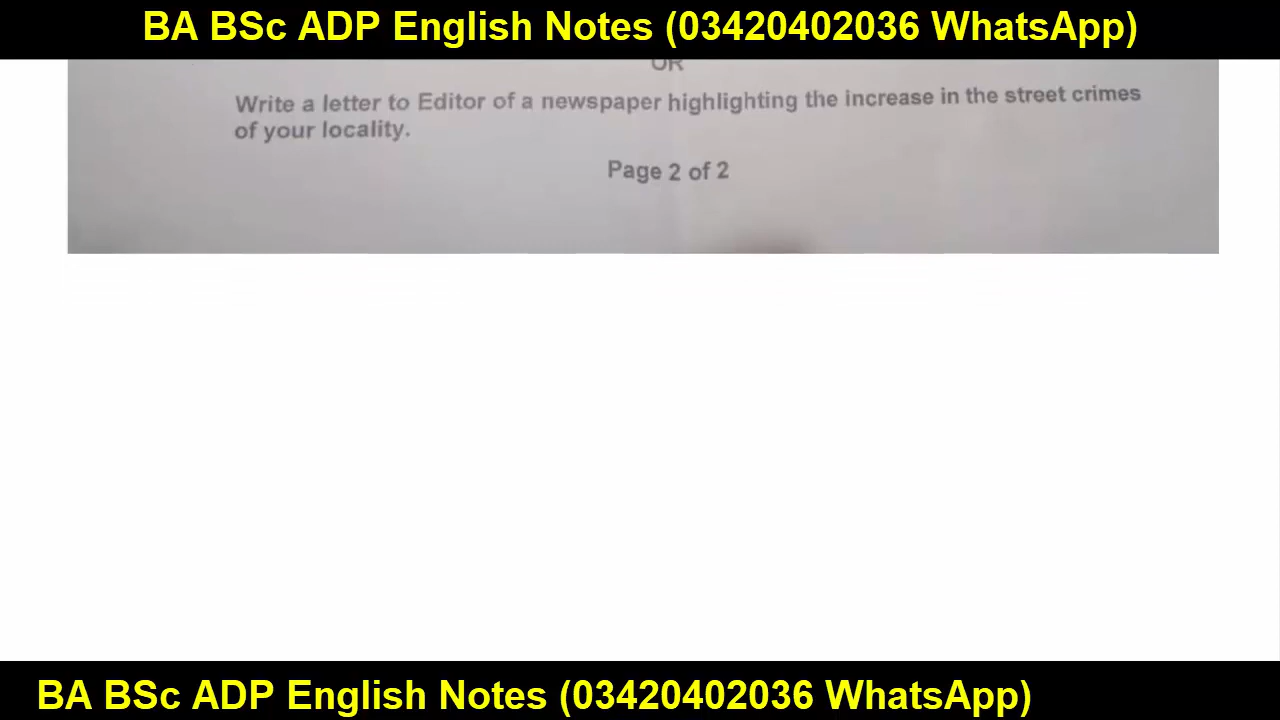 BA BSc ADP English Notes (03420402036 WhatsApp)
OR
Write a letter to Editor of a newspaper highlighting the increase in the street crimes
of your locality.
Page 2 of 2
BA BSc ADP English Notes (03420402036 WhatsApp)